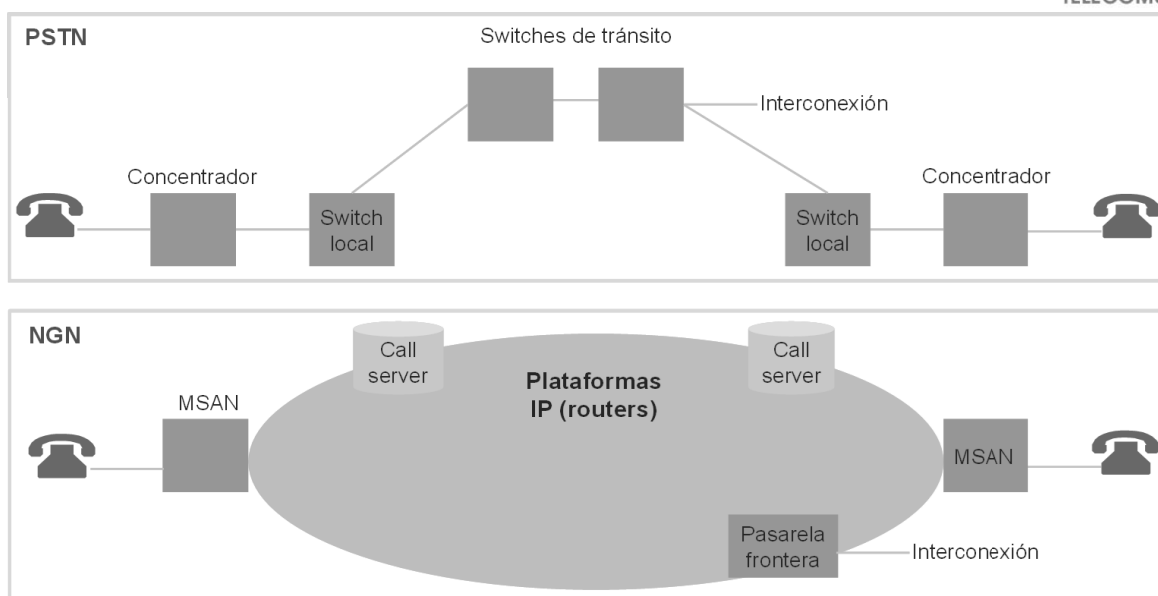 PSTN
Switches de tránsito
Interconexión
Concentrador
Concentrador
Switch
local
Switch
local
NGN
Call
server
Call
server
Plataformas
IP (routers)
MSAN
MSAN
Pasarela
frontera
Interconexión